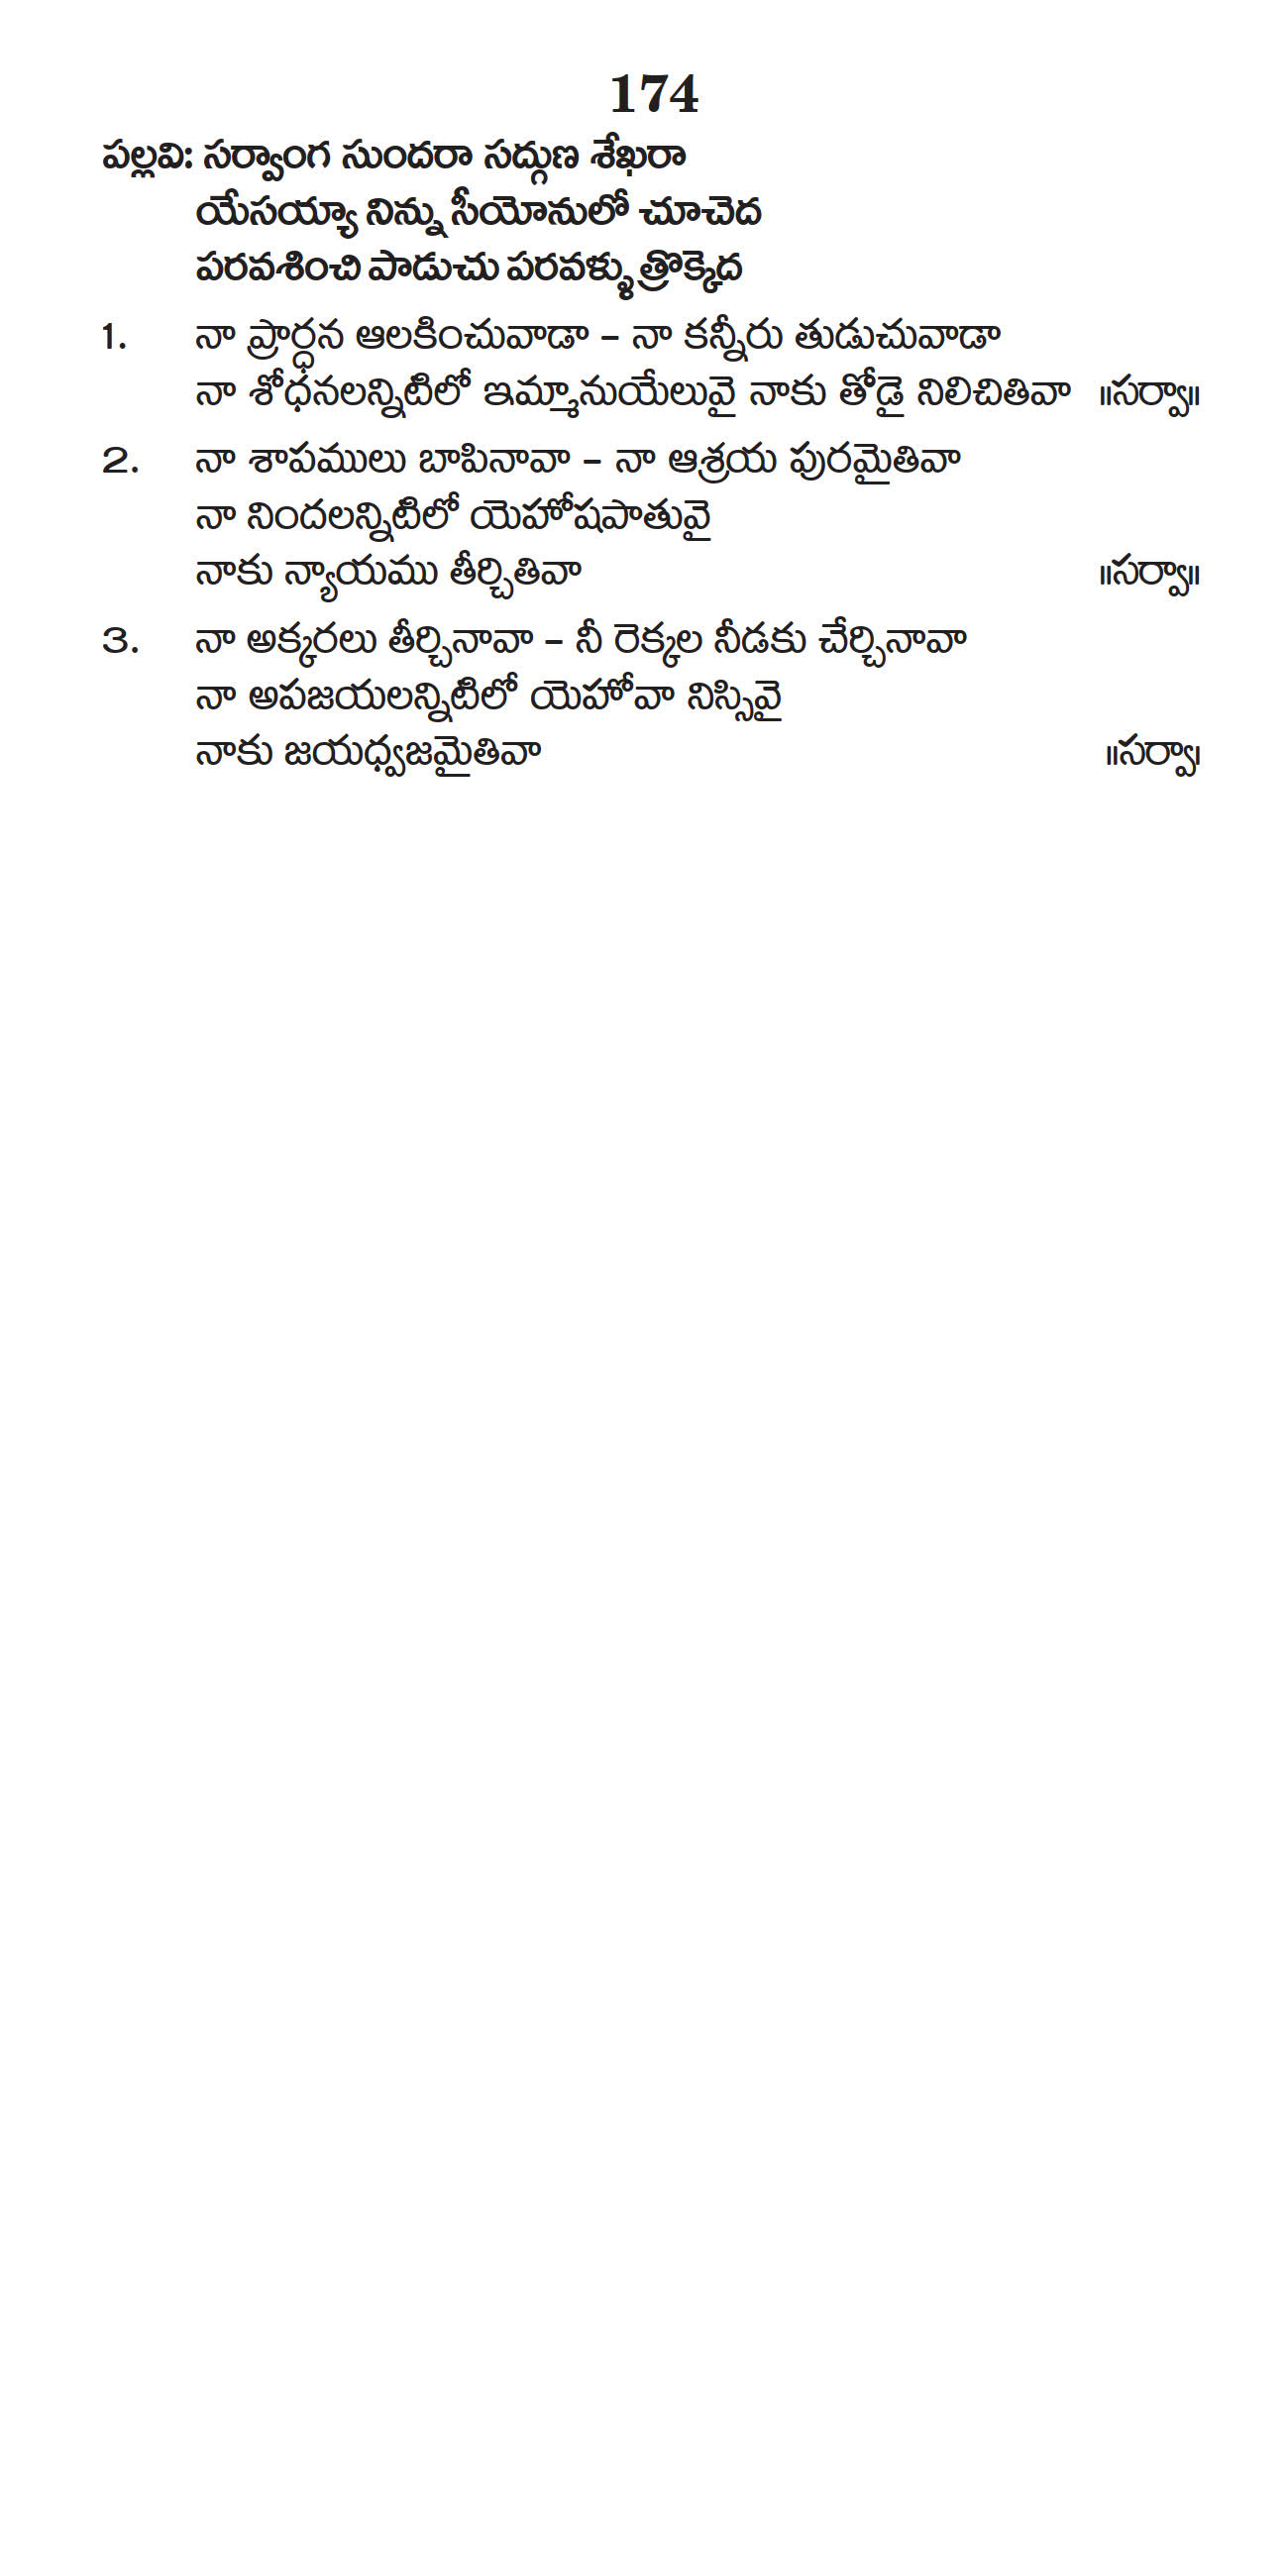 174
పల్లవి: సర్వాంగ సుందరా సద్గుణ శేఖరా
యేసయ్యా నిన్ను సీయోనులో చూచెద
పరవశించి పాడుచు పరవళ్ళు త్రొక్కెద
1. నా ప్రార్ధన ఆలకించువాడా – నా కన్నీరు తుడుచువాడా
నా శోధనలన్నిటిలో ఇమ్మానుయేలువై నాకు తోడై నిలిచితివా ॥సర్వా॥
2. నా శాపములు బాపినావా – నా ఆశ్రయ పురమైతివా
నా నిందలన్నిటిలో యెహోషపాతువై
నాకు న్యాయము తీర్చితివా ॥సర్వా॥
3. నా అక్కరలు తీర్చినావా – నీ రెక్కల నీడకు చేర్చినావా
నా అపజయలన్నిటిలో యెహోవా నిస్సివై
నాకు జయధ్వజమైతివా ॥సర్వా।